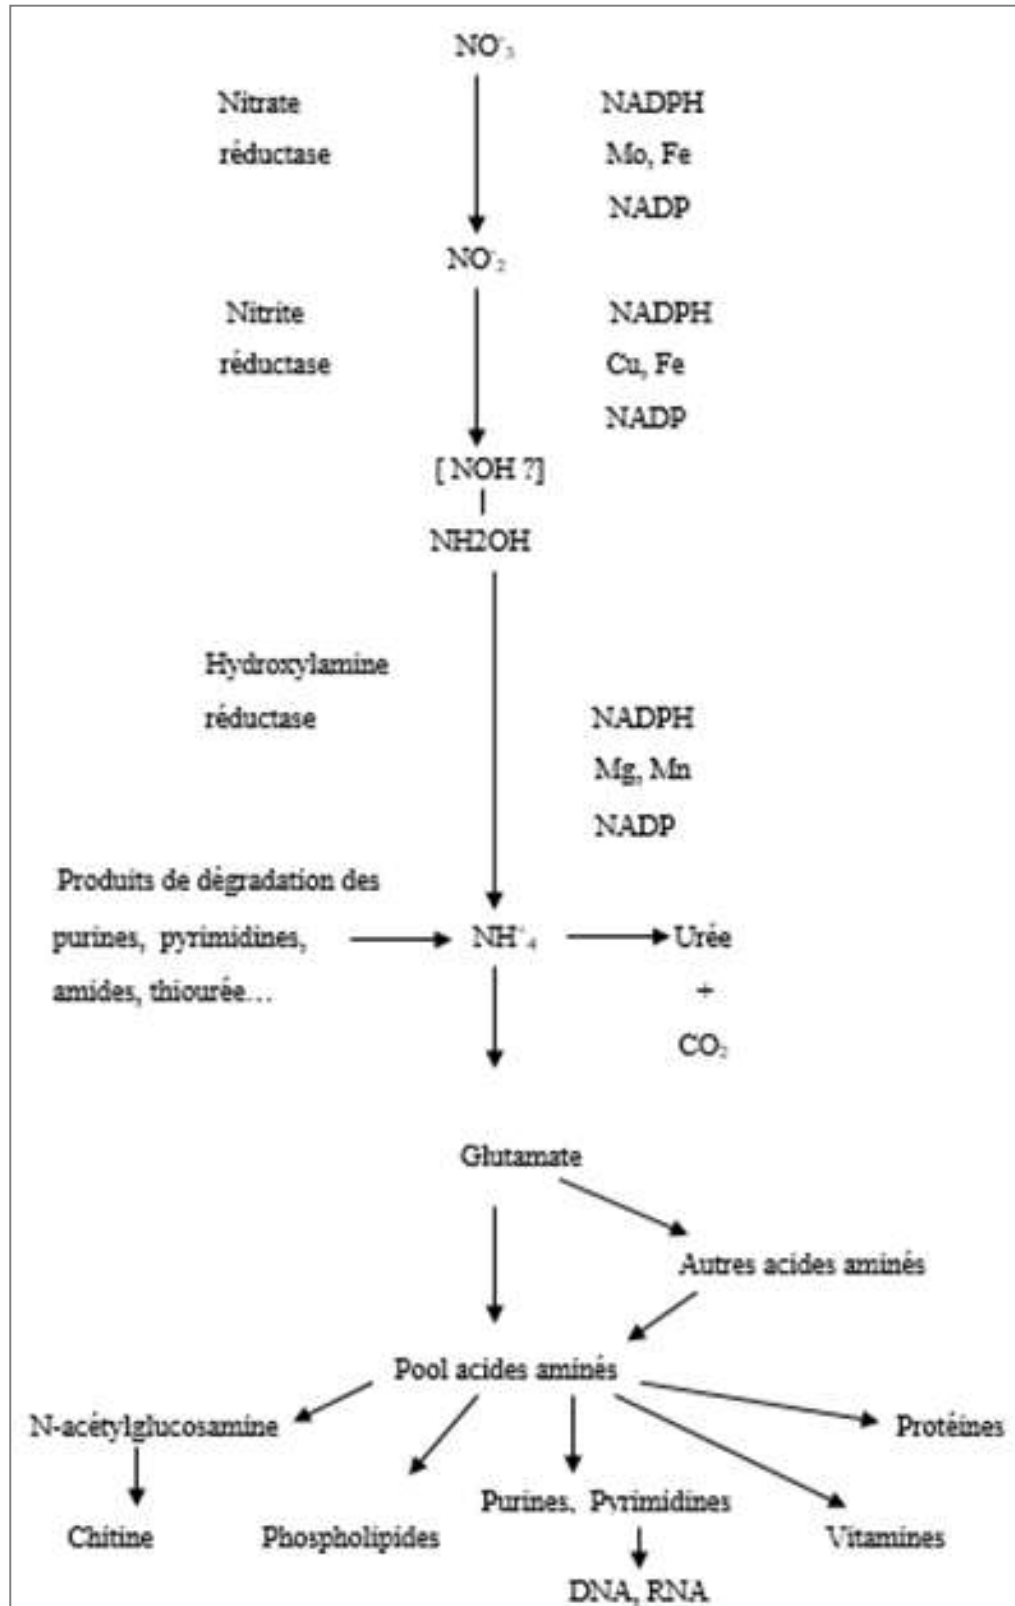 NO⁻₃
Nitrate
réductase
NADPH
Mo, Fe
NADP
NO⁻₂
Nitrite
réductase
NADPH
Cu, Fe
NADP
[ NOH ?]
NH2OH
Hydroxylamine
réductase
NADPH
Mg, Mn
NADP
Produits de dégradation des
purines, pyrimidines,
amides, thiourée…
NH⁺₄
Urée
+
CO₂
Glutamate
Autres acides aminés
Pool acides aminés
N-acétylglucosamine
Protéines
Purines, Pyrimidines
Chitine
Phospholipides
Vitamines
DNA, RNA